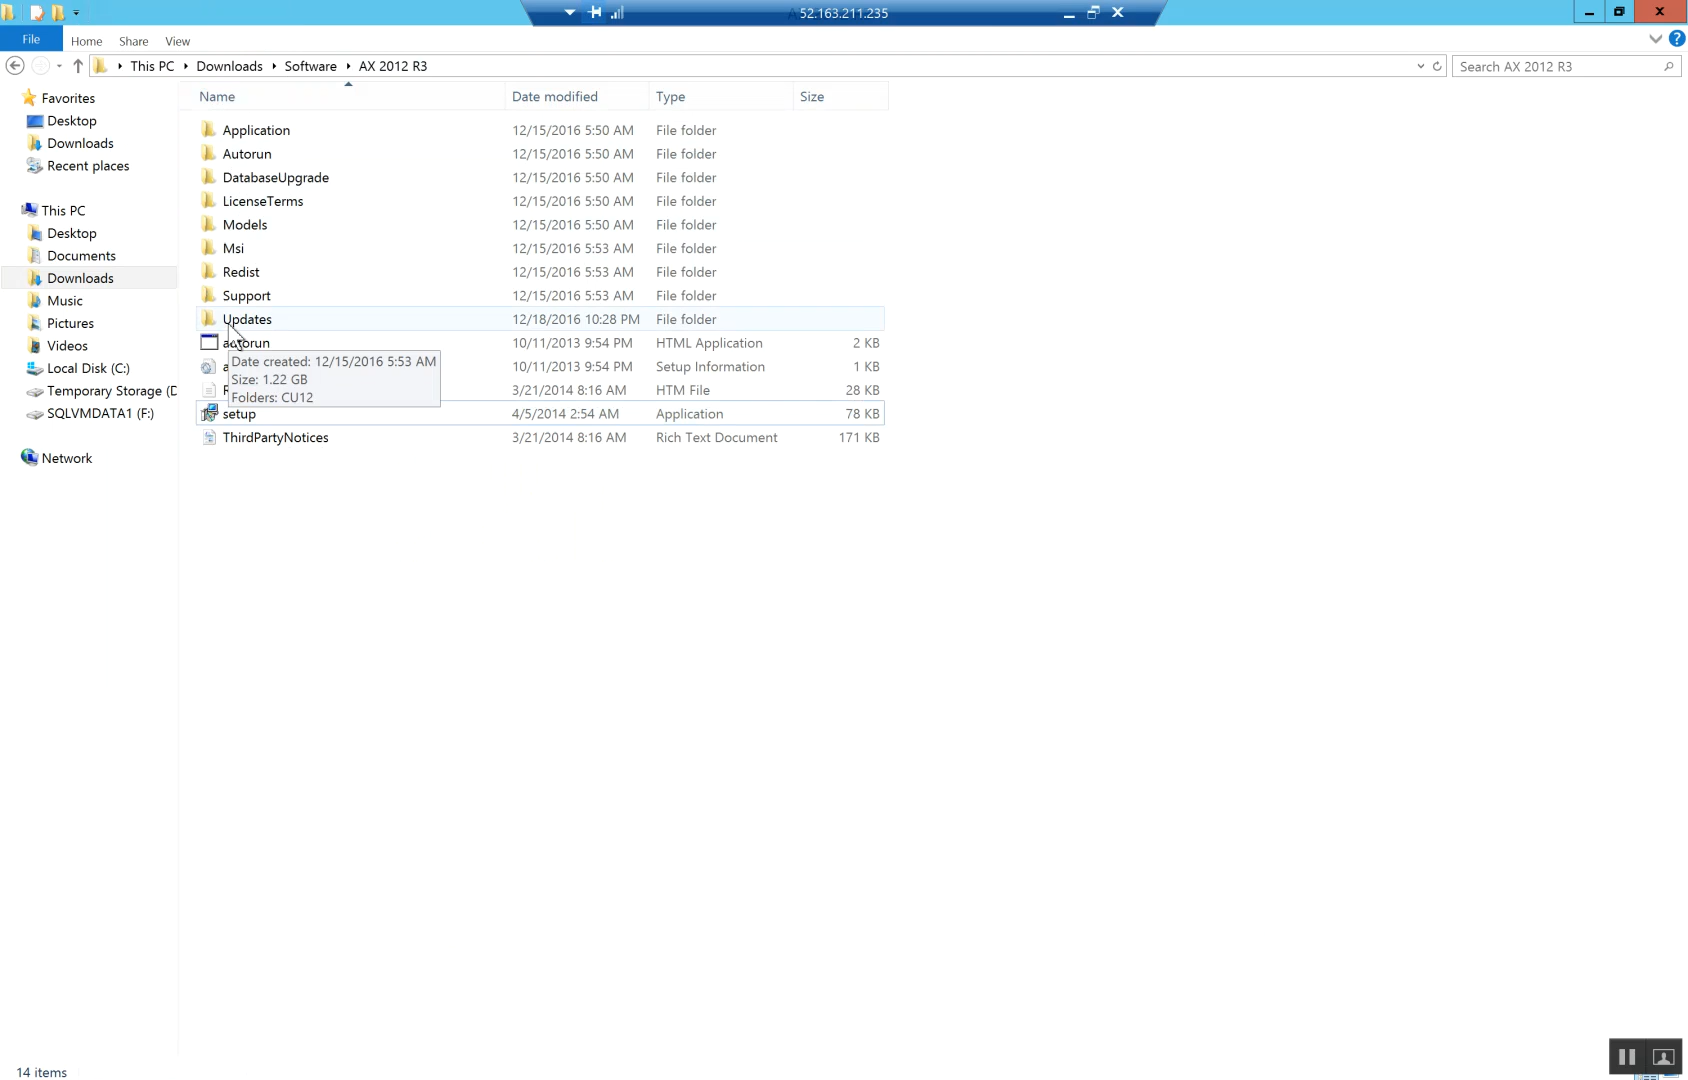 52.163.211.235
File Home Share View
This PC Downloads Software AX 2012 R3
Search AX 2012 R3
Name Date modified Type Size
Favorites
Desktop
Downloads
Recent places
This PC
Desktop
Documents
Downloads
Music
Pictures
Videos
Local Disk (C:)
Temporary Storage (D
SQLVMDATA1 (F:)
Network
Application 12/15/2016 5:50 AM File folder
Autorun 12/15/2016 5:50 AM File folder
DatabaseUpgrade 12/15/2016 5:50 AM File folder
LicenseTerms 12/15/2016 5:50 AM File folder
Models 12/15/2016 5:50 AM File folder
Msi 12/15/2016 5:53 AM File folder
Redist 12/15/2016 5:53 AM File folder
Support 12/15/2016 5:53 AM File folder
Updates 12/18/2016 10:28 PM File folder
autorun 10/11/2013 9:54 PM HTML Application 2 KB
a 10/11/2013 9:54 PM Setup Information 1 KB
R 3/21/2014 8:16 AM HTM File 28 KB
setup 4/5/2014 2:54 AM Application 78 KB
ThirdPartyNotices 3/21/2014 8:16 AM Rich Text Document 171 KB
Date created: 12/15/2016 5:53 AM
Size: 1.22 GB
Folders: CU12
14 items